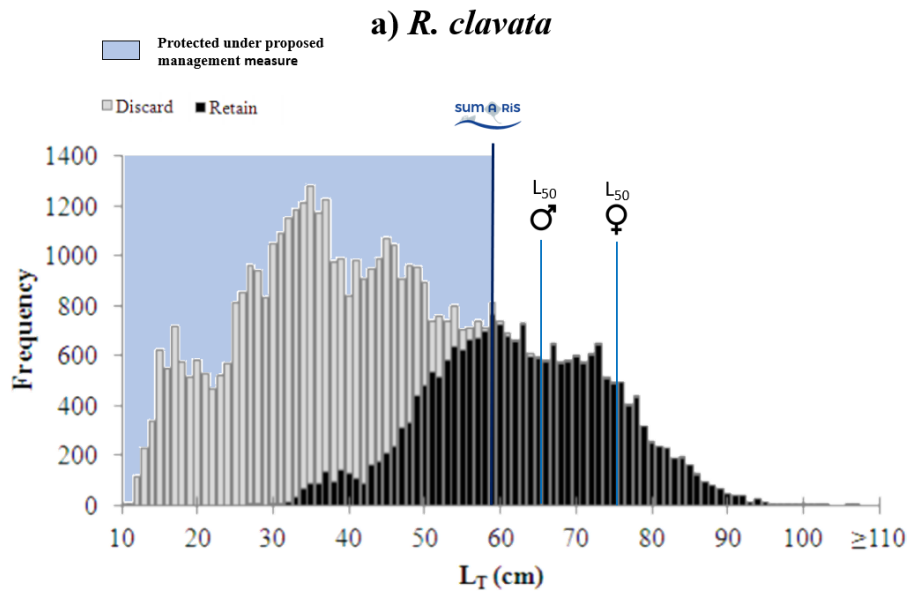 a) R. clavata
Protected under proposed
management measure
Discard Retain
sumARiS
1400
1200
1000
800
600
400
200
0
Frequency
L₅₀
♂
L₅₀
♀
10 20 30 40 50 60 70 80 90 100 ≥110
L_T (cm)